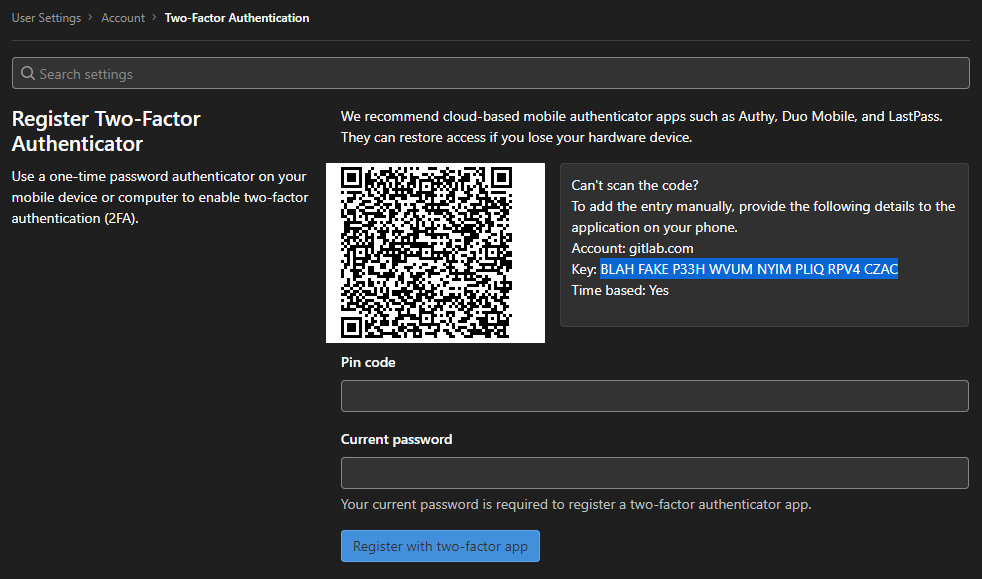 User Settings > Account > Two-Factor Authentication
Search settings
Register Two-Factor
Authenticator
Use a one-time password authenticator on your
mobile device or computer to enable two-factor
authentication (2FA).
We recommend cloud-based mobile authenticator apps such as Authy, Duo Mobile, and LastPass.
They can restore access if you lose your hardware device.
Can't scan the code?
To add the entry manually, provide the following details to the
application on your phone.
Account: gitlab.com
Key: BLAH FAKE P33H WVUM NYIM PLIQ RPV4 CZAC
Time based: Yes
Pin code
Current password
Your current password is required to register a two-factor authenticator app.
Register with two-factor app